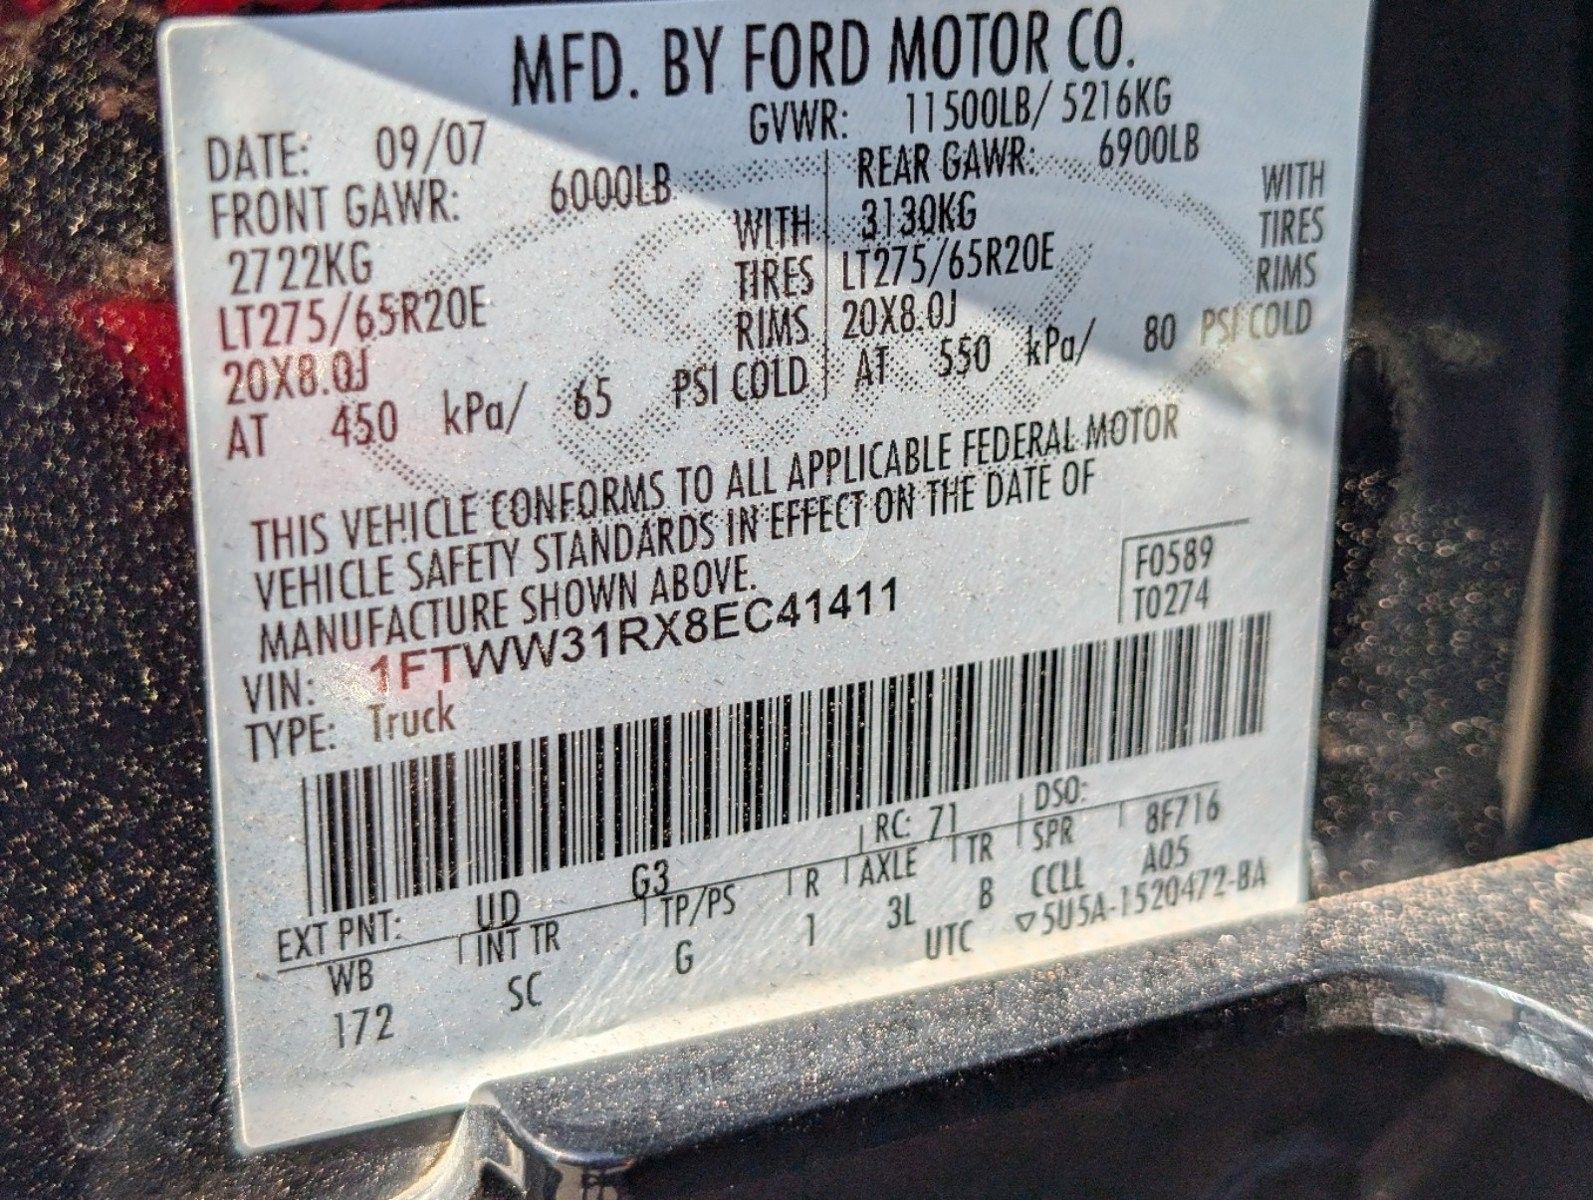 MFD. BY FORD MOTOR CO.
DATE: 09/07 GVWR: 11500LB/ 5216KG
FRONT GAWR: 6000LB REAR GAWR: 6900LB
2722KG WITH 3130KG WITH
LT275/65R20E TIRES LT275/65R20E TIRES
20X8.0J RIMS 20X8.0J RIMS
AT 450 kPa/ 65 PSI COLD AT 550 kPa/ 80 PSI COLD
THIS VEHICLE CONFORMS TO ALL APPLICABLE FEDERAL MOTOR
VEHICLE SAFETY STANDARDS IN EFFECT ON THE DATE OF
MANUFACTURE SHOWN ABOVE.
F0589
VIN: 1FTWW31RX8EC41411 T0274
TYPE: Truck
EXT PNT: UD G3 RC: 71 DSO: 8F716
WB INT TR TP/PS R AXLE TR SPR A05
172 SC G 1 3L B CCLL
UTC ▽5U5A-1520472-BA